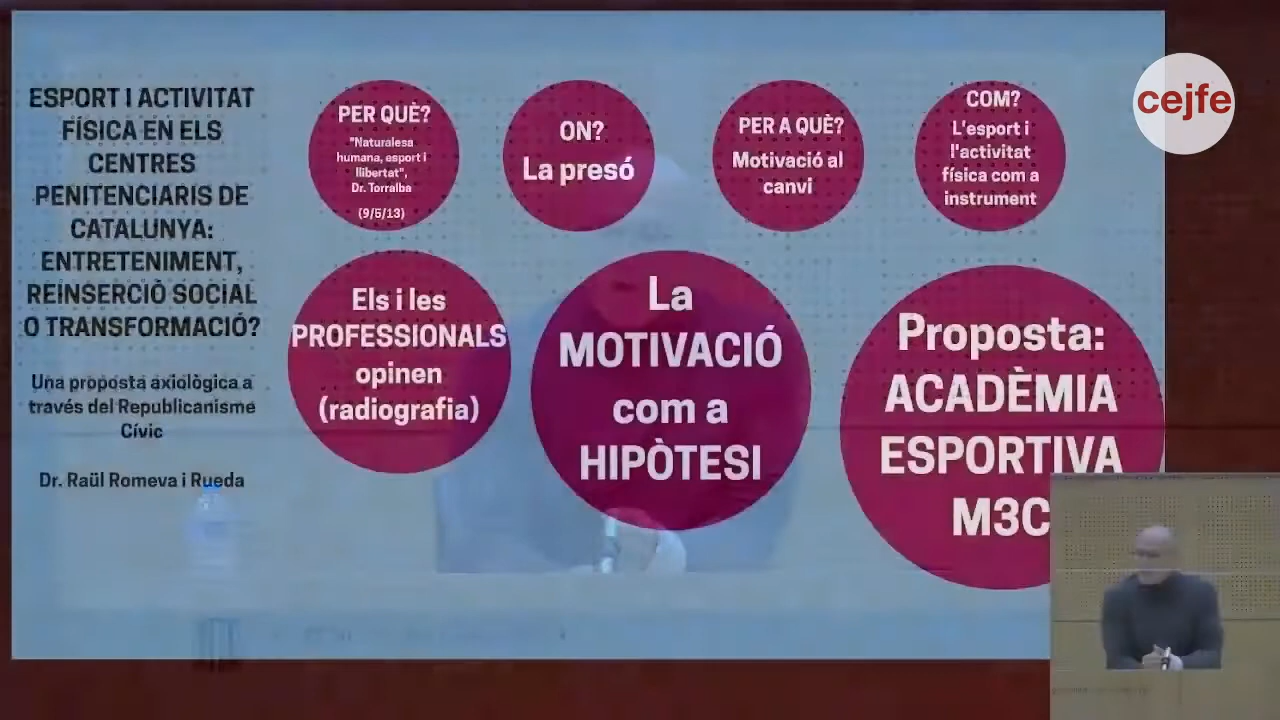 ESPORT I ACTIVITAT
FÍSICA EN ELS
CENTRES
PENITENCIARIS DE
CATALUNYA:
ENTRETENIMENT,
REINSERCIÓ SOCIAL
O TRANSFORMACIÓ?
Una proposta axiològica a
través del Republicanisme
Cívic
Dr. Raül Romeva i Rueda
PER QUÈ?
"Naturalesa
humana, esport i
llibertat",
Dr. Torralba
(9/5/13)
ON?
La presó
PER A QUÈ?
Motivació al
canvi
COM?
L'esport i
l'activitat
física com a
instrument
cejfe
Els i les
PROFESSIONALS
opinen
(radiografia)
La
MOTIVACIÓ
com a
HIPÒTESI
Proposta:
ACADÈMIA
ESPORTIVA
M3C